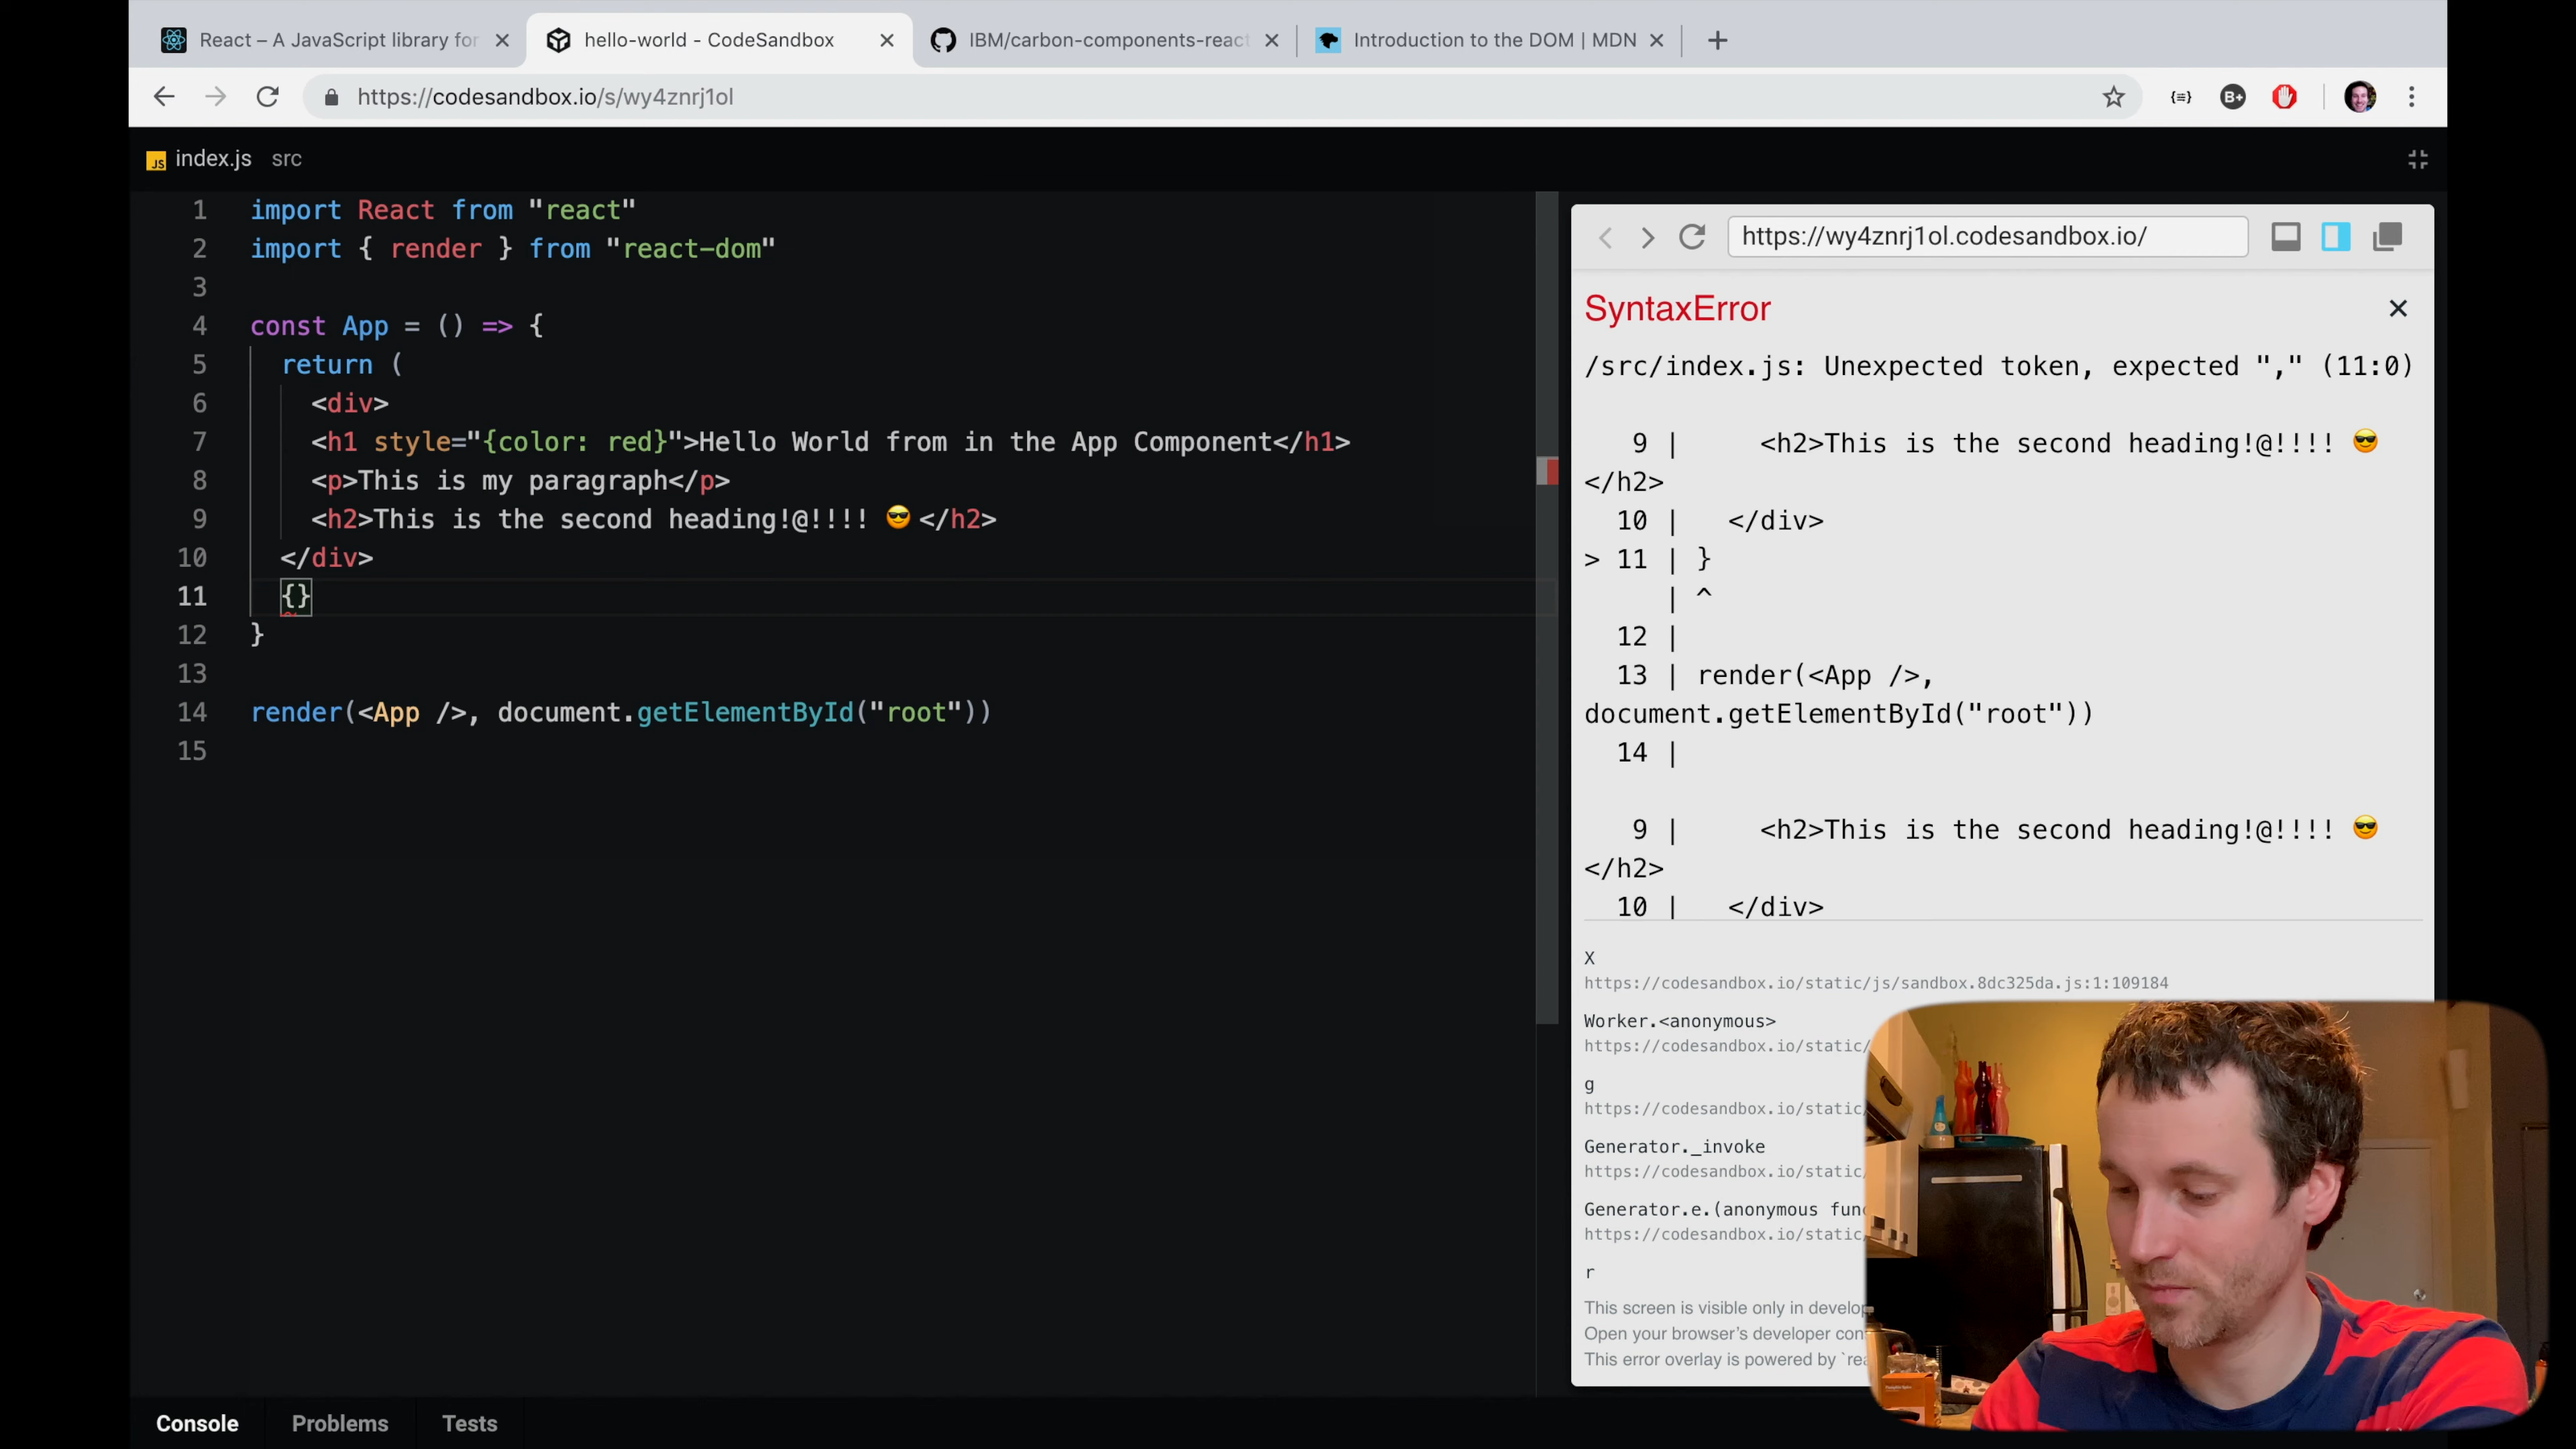 React – A JavaScript library for
hello-world - CodeSandbox
IBM/carbon-components-react
Introduction to the DOM | MDN
https://codesandbox.io/s/wy4znrj1ol
{≡}
B+
JS index.js src
1 import React from "react"
2 import { render } from "react-dom"
3
4 const App = () => {
5 return (
6 <div>
7 <h1 style="{color: red}">Hello World from in the App Component</h1>
8 <p>This is my paragraph</p>
9 <h2>This is the second heading!@!!!! 😎 </h2>
10 </div>
11 {}
12 }
13
14 render(<App />, document.getElementById("root"))
15
https://wy4znrj1ol.codesandbox.io/
SyntaxError
/src/index.js: Unexpected token, expected "," (11:0)
9 | <h2>This is the second heading!@!!!! 😎
</h2>
10 | </div>
> 11 | }
| ^
12 |
13 | render(<App />,
document.getElementById("root"))
14 |
9 | <h2>This is the second heading!@!!!! 😎
</h2>
10 | </div>
X
https://codesandbox.io/static/js/sandbox.8dc325da.js:1:109184
Worker.<anonymous>
https://codesandbox.io/static/
g
https://codesandbox.io/static/
Generator._invoke
https://codesandbox.io/static/
Generator.e.(anonymous func
https://codesandbox.io/static/
r
This screen is visible only in develop
Open your browser's developer con
This error overlay is powered by `rea
Console Problems Tests